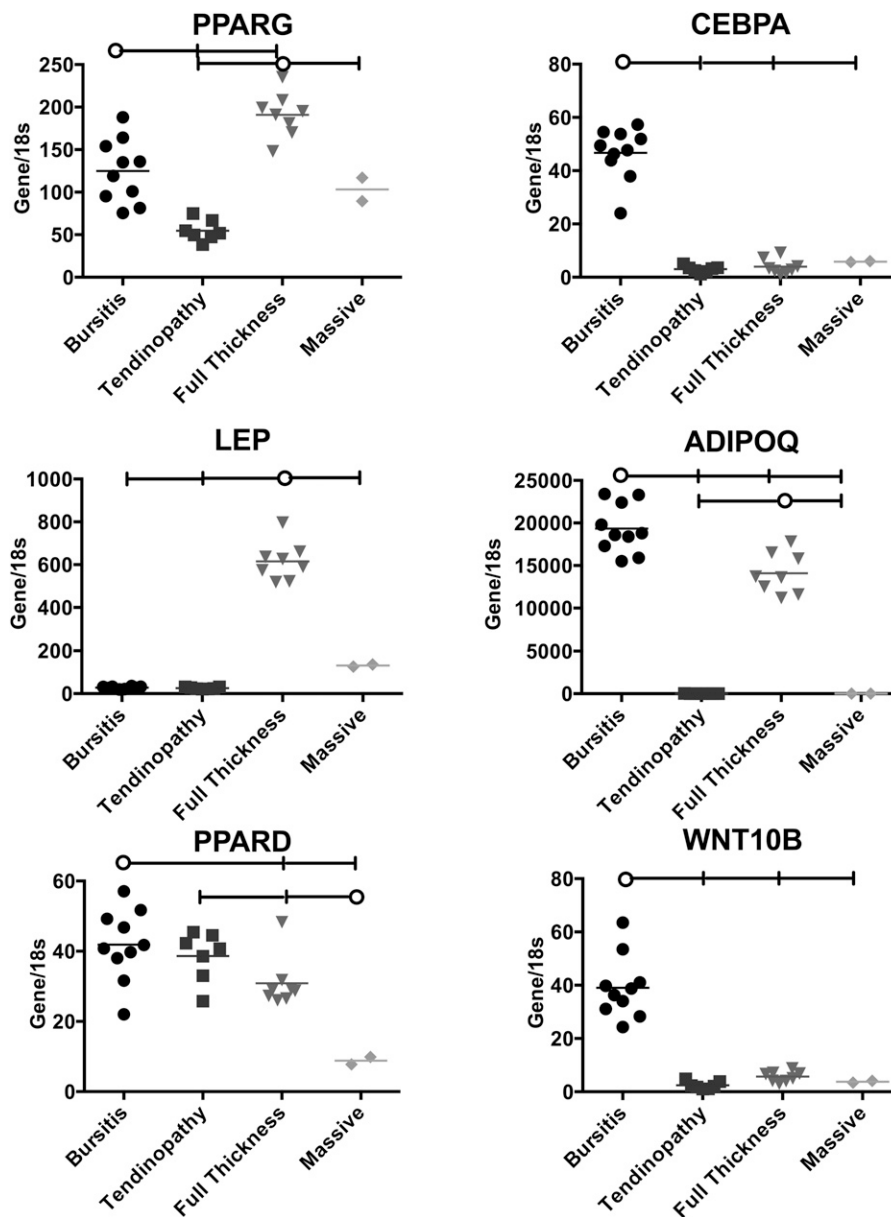 PPARG
250
200
150
100
50
0
Gene/18s
Bursitis
Tendinopathy
Full Thickness
Massive
CEBPA
80
60
40
20
0
Gene/18s
Bursitis
Tendinopathy
Full Thickness
Massive
LEP
1000
800
600
400
200
0
Gene/18s
Bursitis
Tendinopathy
Full Thickness
Massive
ADIPOQ
25000
20000
15000
10000
5000
0
Gene/18s
Bursitis
Tendinopathy
Full Thickness
Massive
PPARD
60
40
20
0
Gene/18s
Bursitis
Tendinopathy
Full Thickness
Massive
WNT10B
80
60
40
20
0
Gene/18s
Bursitis
Tendinopathy
Full Thickness
Massive